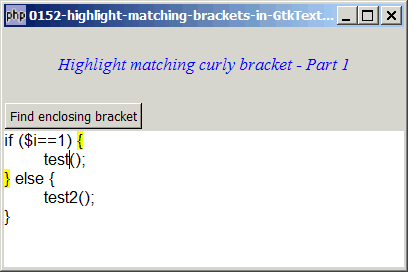 php 0152-highlight-matching-brackets-in-GtkText...
Highlight matching curly bracket - Part 1
Find enclosing bracket
if ($i==1) {
test();
} else {
test2();
}